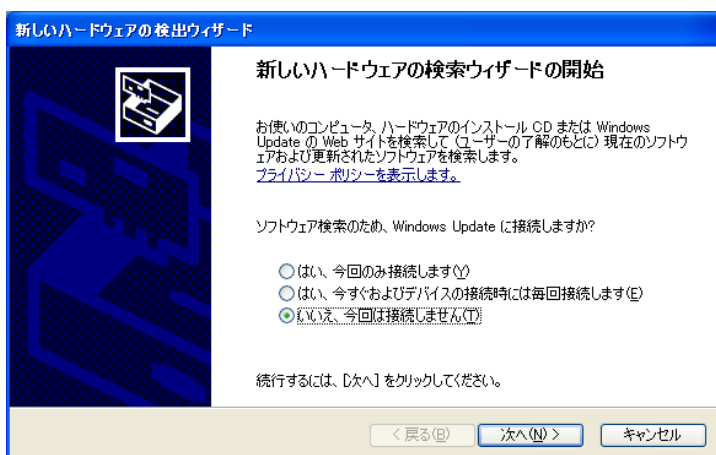 新しいハードウェアの検出ウィザード
新しいハードウェアの検索ウィザードの開始
お使いのコンピュータ、ハードウェアのインストール CD または Windows
Update の Web サイトを検索して (ユーザーの了解のもとに) 現在のソフトウ
ェアおよび更新されたソフトウェアを検索します。
プライバシー ポリシーを表示します。
ソフトウェア検索のため、Windows Update に接続しますか?
はい、今回のみ接続します(Y)
はい、今すぐおよびデバイスの接続時には毎回接続します(E)
いいえ、今回は接続しません(T)
続行するには、[次へ] をクリックしてください。
< 戻る(B) 次へ(N) > キャンセル